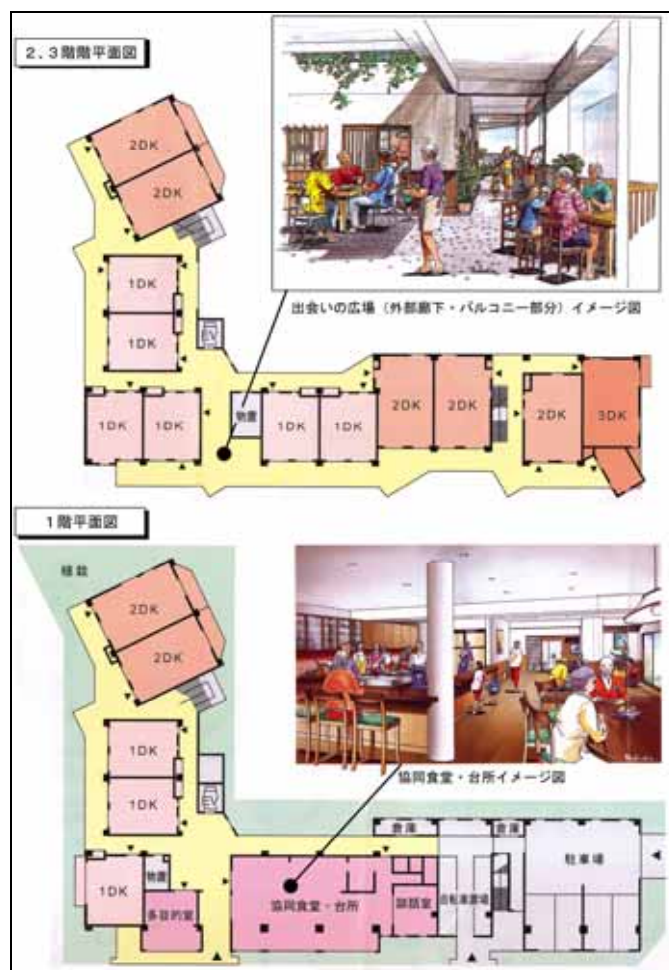 2、3階階平面図
2DK
2DK
1DK
1DK
出会いの広場(外部廊下・バルコニー部分)イメージ図
1DK
1DK
物置
1DK
1DK
2DK
2DK
2DK
3DK
1階平面図
植栽
2DK
2DK
1DK
1DK
協同食堂・台所イメージ図
倉庫
倉庫
駐車場
1DK
物置
多目的室
協同食堂・台所
談話室
自転車置場